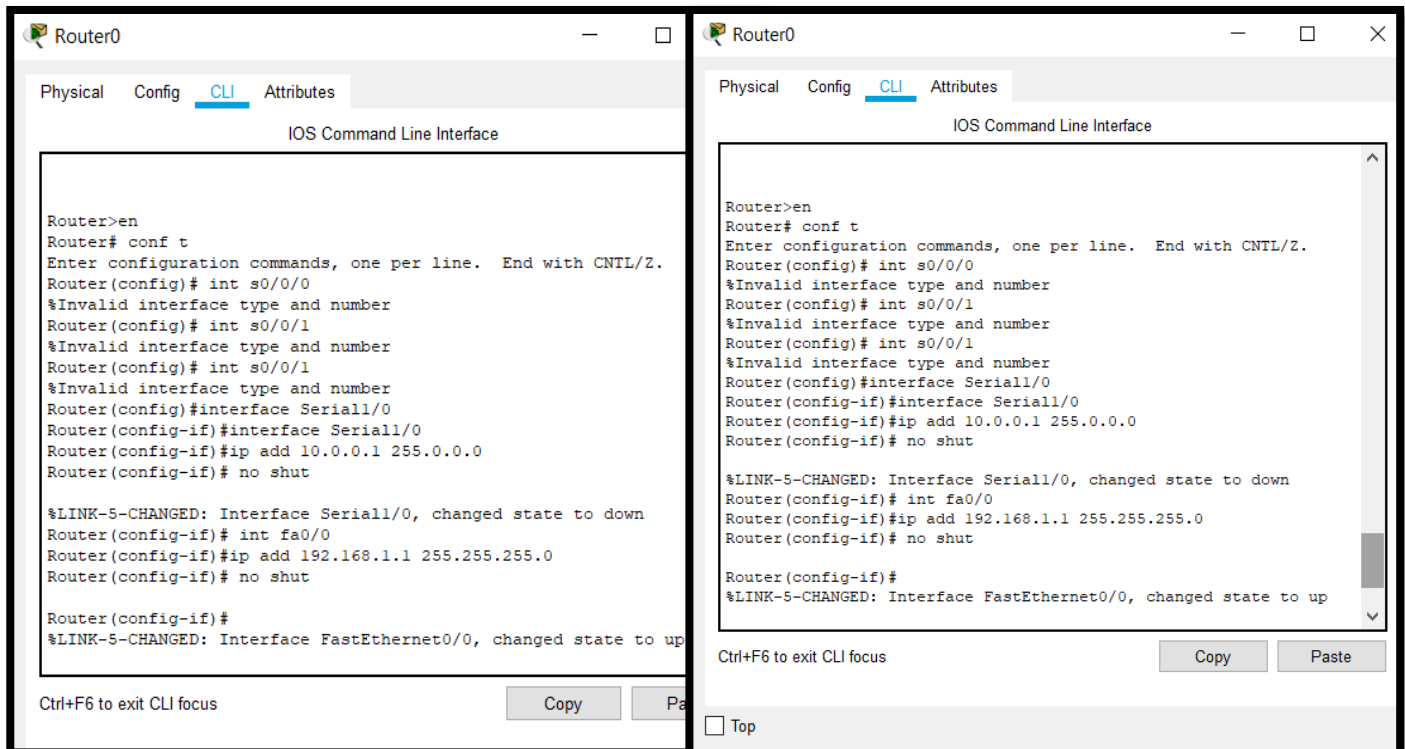 Router0
Physical Config CLI Attributes
IOS Command Line Interface
Router>en
Router# conf t
Enter configuration commands, one per line.  End with CNTL/Z.
Router(config)# int s0/0/0
%Invalid interface type and number
Router(config)# int s0/0/1
%Invalid interface type and number
Router(config)# int s0/0/1
%Invalid interface type and number
Router(config)#interface Serial1/0
Router(config-if)#interface Serial1/0
Router(config-if)#ip add 10.0.0.1 255.0.0.0
Router(config-if)# no shut
%LINK-5-CHANGED: Interface Serial1/0, changed state to down
Router(config-if)# int fa0/0
Router(config-if)#ip add 192.168.1.1 255.255.255.0
Router(config-if)# no shut
Router(config-if)#
%LINK-5-CHANGED: Interface FastEthernet0/0, changed state to up
Ctrl+F6 to exit CLI focus Copy Pa
Router0
Physical Config CLI Attributes
IOS Command Line Interface
Router>en
Router# conf t
Enter configuration commands, one per line.  End with CNTL/Z.
Router(config)# int s0/0/0
%Invalid interface type and number
Router(config)# int s0/0/1
%Invalid interface type and number
Router(config)# int s0/0/1
%Invalid interface type and number
Router(config)#interface Serial1/0
Router(config-if)#interface Serial1/0
Router(config-if)#ip add 10.0.0.1 255.0.0.0
Router(config-if)# no shut
%LINK-5-CHANGED: Interface Serial1/0, changed state to down
Router(config-if)# int fa0/0
Router(config-if)#ip add 192.168.1.1 255.255.255.0
Router(config-if)# no shut
Router(config-if)#
%LINK-5-CHANGED: Interface FastEthernet0/0, changed state to up
Ctrl+F6 to exit CLI focus Copy Paste
Top